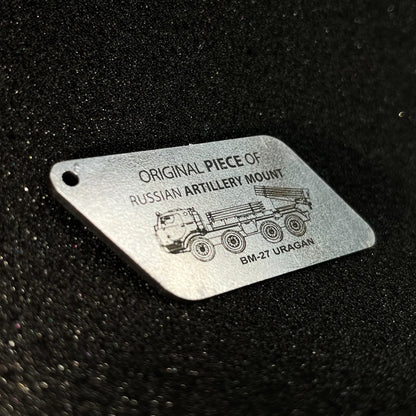 ORIGINAL PIECE OF
RUSSIAN ARTILLERY MOUNT
BM-27 URAGAN